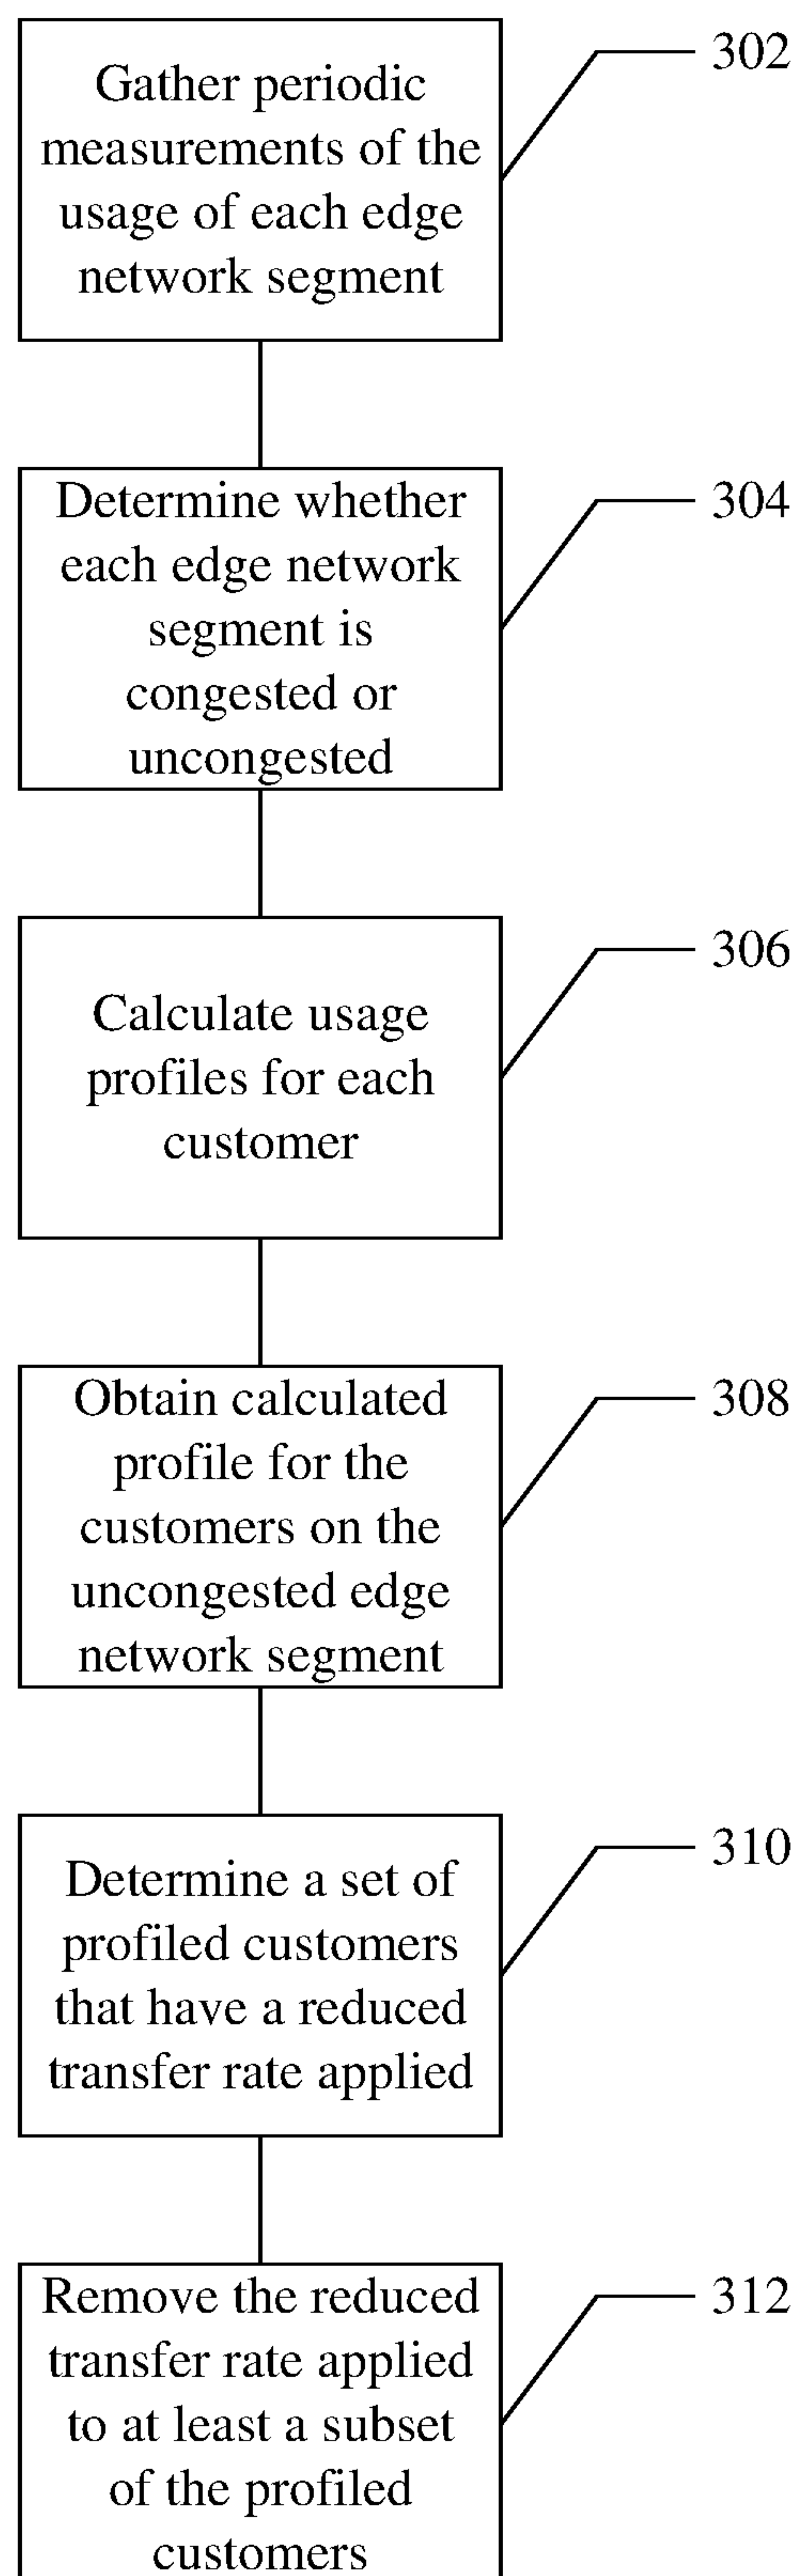 Gather periodic
measurements of the
usage of each edge
network segment
302
Determine whether
each edge network
segment is
congested or
uncongested
304
Calculate usage
profiles for each
customer
306
Obtain calculated
profile for the
customers on the
uncongested edge
network segment
308
Determine a set of
profiled customers
that have a reduced
transfer rate applied
310
Remove the reduced
transfer rate applied
to at least a subset
of the profiled
customers
312